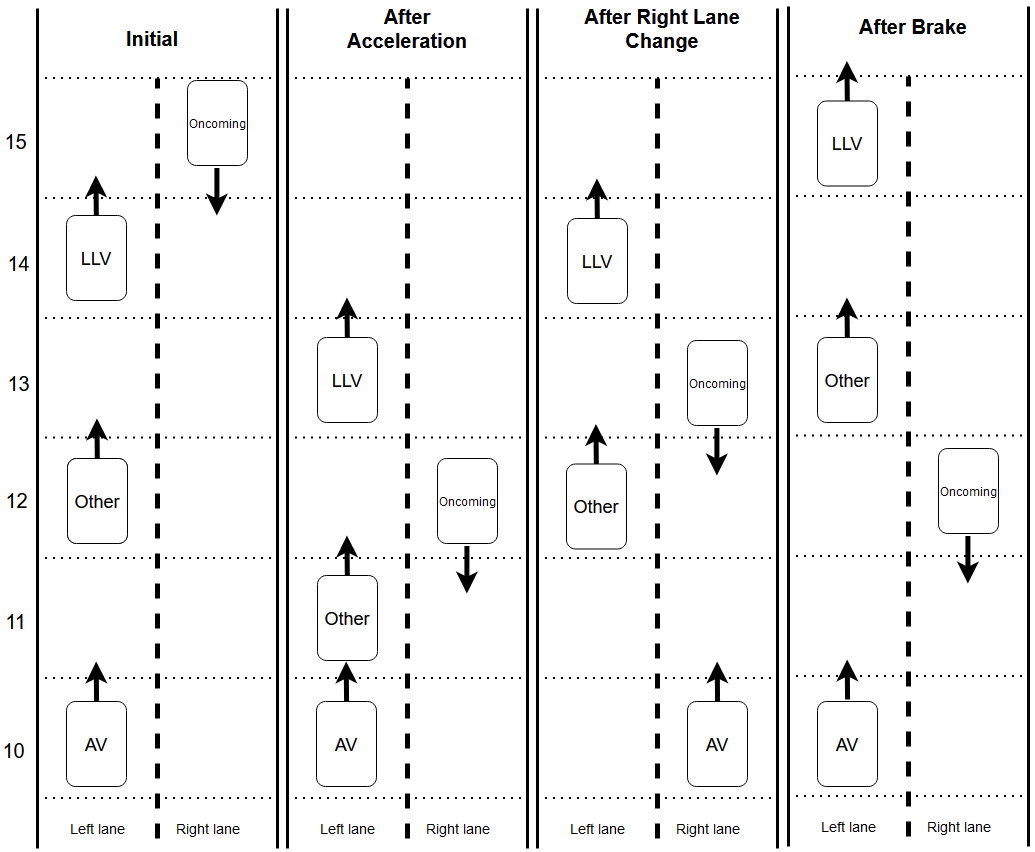 Initial
After
Acceleration
After Right Lane
Change
After Brake
15
Oncoming
LLV
14
LLV
LLV
13
LLV
Oncoming
Other
12
Other
Oncoming
Other
Oncoming
11
Other
10
AV
AV
AV
AV
Left lane
Right lane
Left lane
Right lane
Left lane
Right lane
Left lane
Right lane